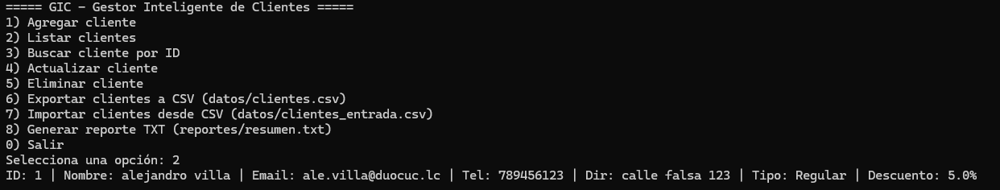 ===== GIC – Gestor Inteligente de Clientes =====
1) Agregar cliente
2) Listar clientes
3) Buscar cliente por ID
4) Actualizar cliente
5) Eliminar cliente
6) Exportar clientes a CSV (datos/clientes.csv)
7) Importar clientes desde CSV (datos/clientes_entrada.csv)
8) Generar reporte TXT (reportes/resumen.txt)
0) Salir
Selecciona una opción: 2
ID: 1 | Nombre: alejandro villa | Email: ale.villa@duocuc.lc | Tel: 789456123 | Dir: calle falsa 123 | Tipo: Regular | Descuento: 5.0%